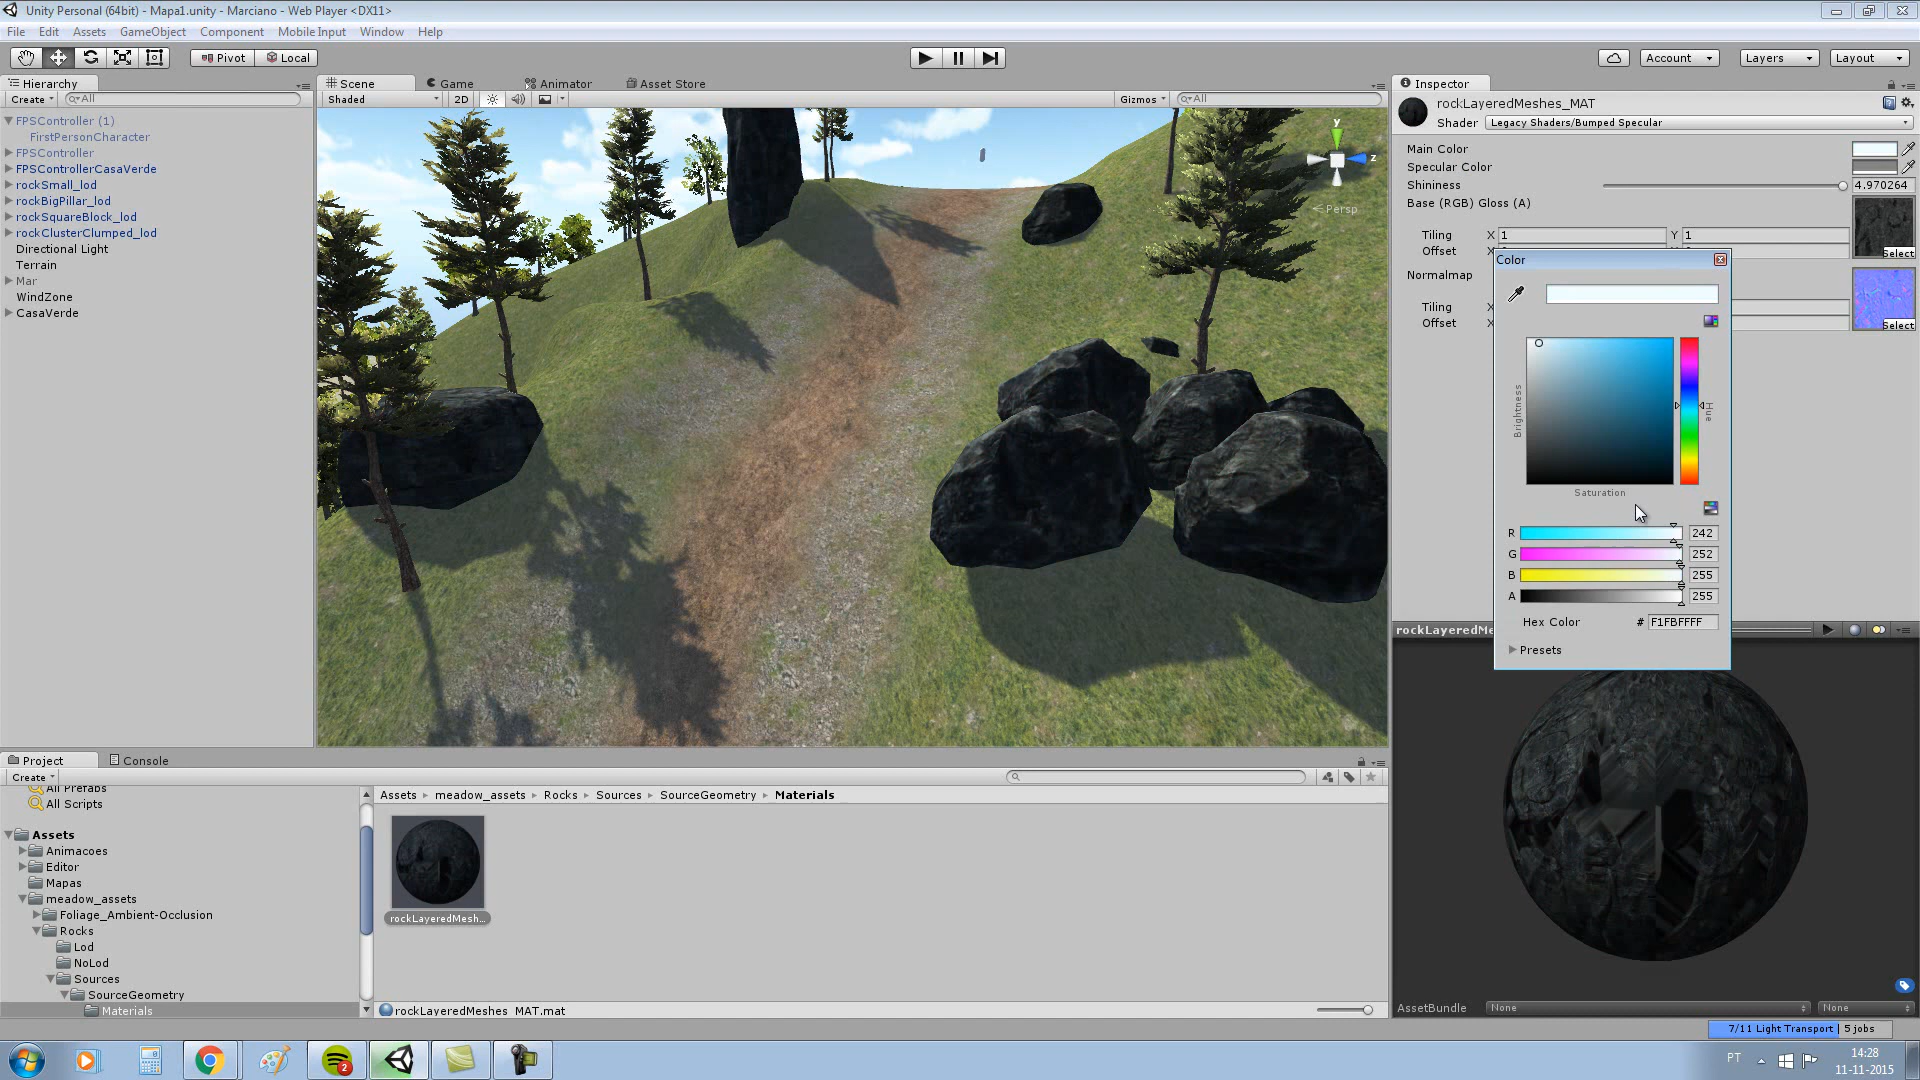 Unity Personal (64bit) - Mapa1.unity - Marciano - Web Player <DX11>
File Edit Assets GameObject Component Mobile Input Window Help
Pivot Local Account Layers Layout
Hierarchy Scene Game Animator Asset Store Inspector
Create All Shaded 2D Gizmos All
rockLayeredMeshes_MAT
Shader Legacy Shaders/Bumped Specular
FPSController (1)
FirstPersonCharacter
FPSController
FPSControllerCasaVerde
rockSmall_lod
rockBigPillar_lod
rockSquareBlock_lod
rockClusterClumped_lod
Directional Light
Terrain
Mar
WindZone
CasaVerde
y
z
Persp
Main Color
Specular Color
Shininess 4.970264
Base (RGB) Gloss (A)
Tiling X 1 Y 1
Offset X
Select
Normalmap
Tiling X
Offset X
Select
Color
Brightness
Hue
Saturation
R 242
G 252
B 255
A 255
Hex Color # F1FBFFFF
Presets
rockLayeredMe
Project Console
Create
All Prefabs
All Scripts
Assets
Animacoes
Editor
Mapas
meadow_assets
Foliage_Ambient-Occlusion
Rocks
Lod
NoLod
Sources
SourceGeometry
Materials
Assets meadow_assets Rocks Sources SourceGeometry Materials
rockLayeredMesh...
rockLayeredMeshes_MAT.mat
AssetBundle None None
7/11 Light Transport | 5 jobs
2
PT
14:28
11-11-2015